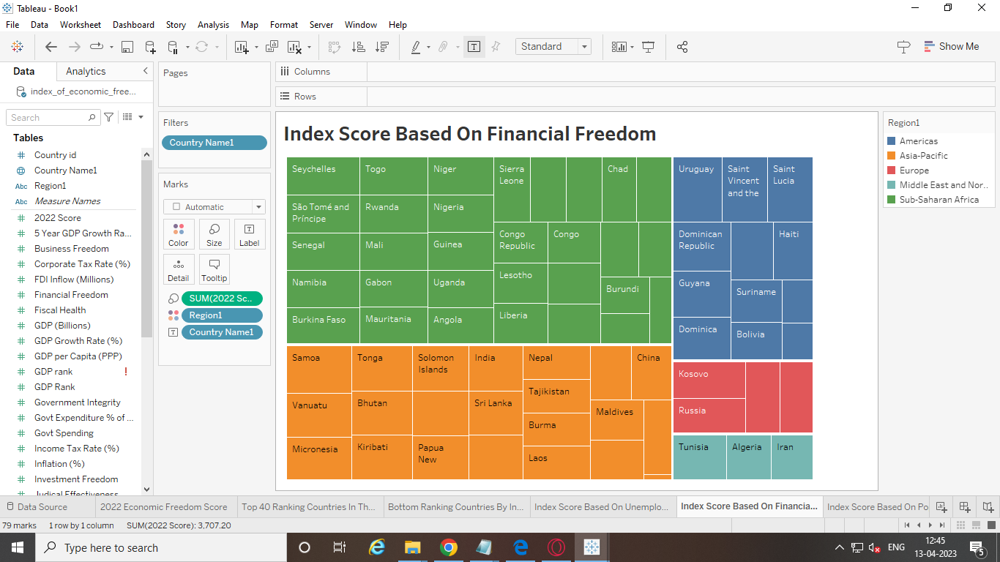 Tableau - Book1
File Data Worksheet Dashboard Story Analysis Map Format Server Window Help
Standard
Show Me
Data Analytics
index_of_economic_free...
Search
Tables
Country id
Country Name1
Abc Region1
Abc Measure Names
2022 Score
5 Year GDP Growth Ra...
Business Freedom
Corporate Tax Rate (%)
FDI Inflow (Millions)
Financial Freedom
Fiscal Health
GDP (Billions)
GDP Growth Rate (%)
GDP per Capita (PPP)
GDP rank !
GDP Rank
Government Integrity
Govt Expenditure % of ...
Govt Spending
Income Tax Rate (%)
Inflation (%)
Investment Freedom
Judical Effectiveness
Pages
Filters
Country Name1
Marks
Automatic
Color Size Label
Detail Tooltip
SUM(2022 Sc..
Region1
Country Name1
Columns
Rows
Index Score Based On Financial Freedom
Seychelles
São Tomé and
Príncipe
Senegal
Namibia
Burkina Faso
Togo
Rwanda
Mali
Gabon
Mauritania
Niger
Nigeria
Guinea
Uganda
Angola
Sierra
Leone
Chad
Congo
Republic
Congo
Lesotho
Liberia
Burundi
Uruguay
Saint
Vincent
and the
Saint
Lucia
Dominican
Republic
Haiti
Guyana
Suriname
Dominica
Bolivia
Samoa
Vanuatu
Micronesia
Tonga
Bhutan
Kiribati
Solomon
Islands
Papua
New
India
Sri Lanka
Nepal
Tajikistan
Burma
Laos
China
Maldives
Kosovo
Russia
Tunisia
Algeria
Iran
Region1
Americas
Asia-Pacific
Europe
Middle East and Nor..
Sub-Saharan Africa
Data Source
2022 Economic Freedom Score
Top 40 Ranking Countries In Th...
Bottom Ranking Countries By In...
Index Score Based On Unemplo...
Index Score Based On Financia...
Index Score Based On Po
79 marks 1 row by 1 column SUM(2022 Score): 3,707.20
Type here to search
ENG
12:45
13-04-2023
5